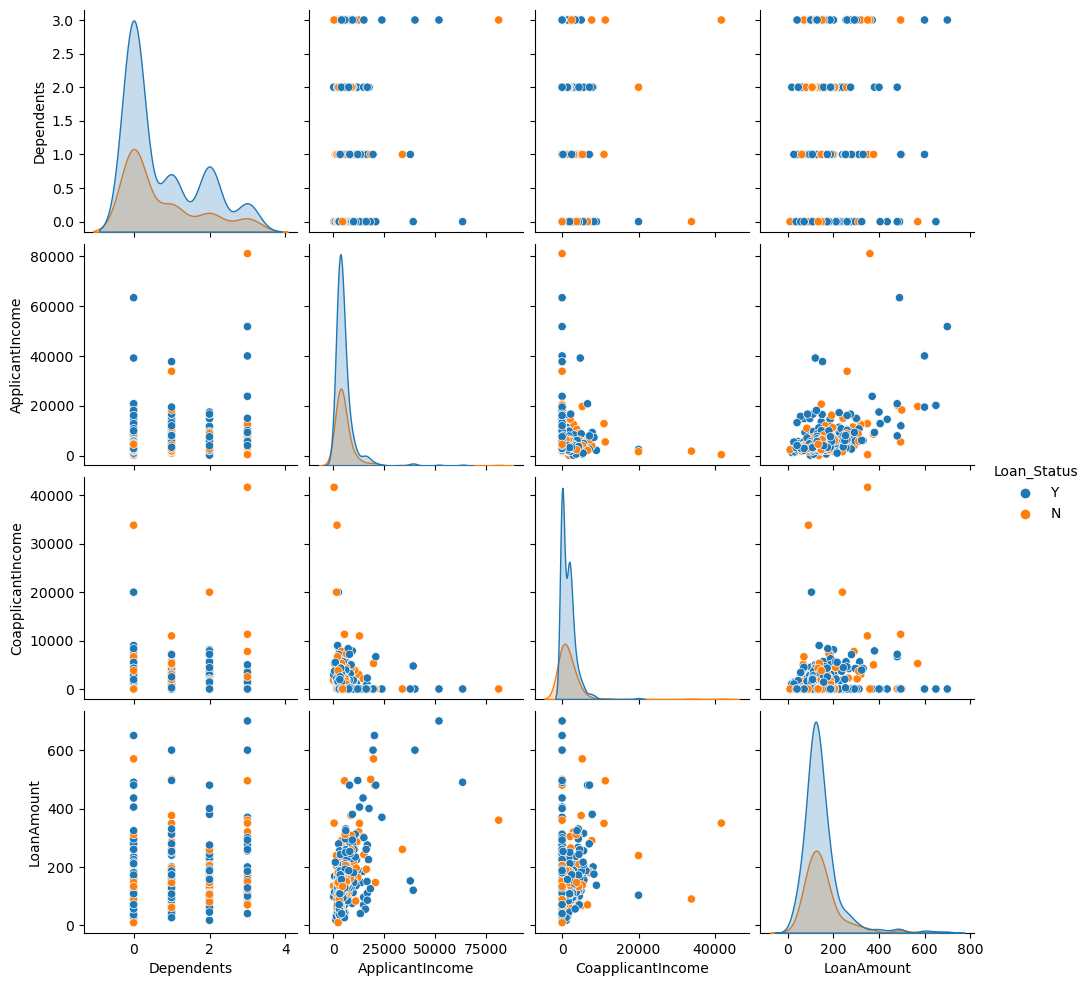 3.0
2.5
2.0
1.5
1.0
0.5
0.0
Dependents
80000
60000
40000
20000
0
ApplicantIncome
Loan_Status
Y
N
40000
30000
20000
10000
0
CoapplicantIncome
600
400
200
0
LoanAmount
0 2 4 0 25000 50000 75000 0 20000 40000 0 200 400 600 800
Dependents ApplicantIncome CoapplicantIncome LoanAmount